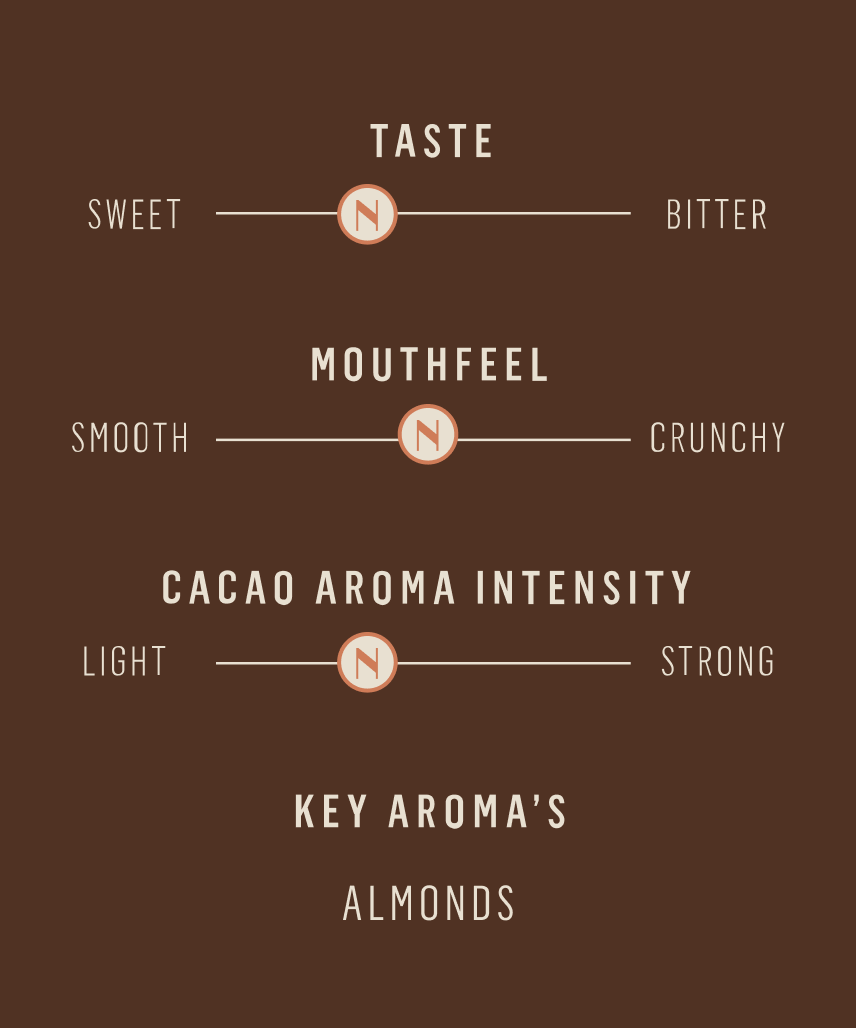 TASTE
SWEET N BITTER
MOUTHFEEL
SMOOTH N CRUNCHY
CACAO AROMA INTENSITY
LIGHT N STRONG
KEY AROMA’S
ALMONDS